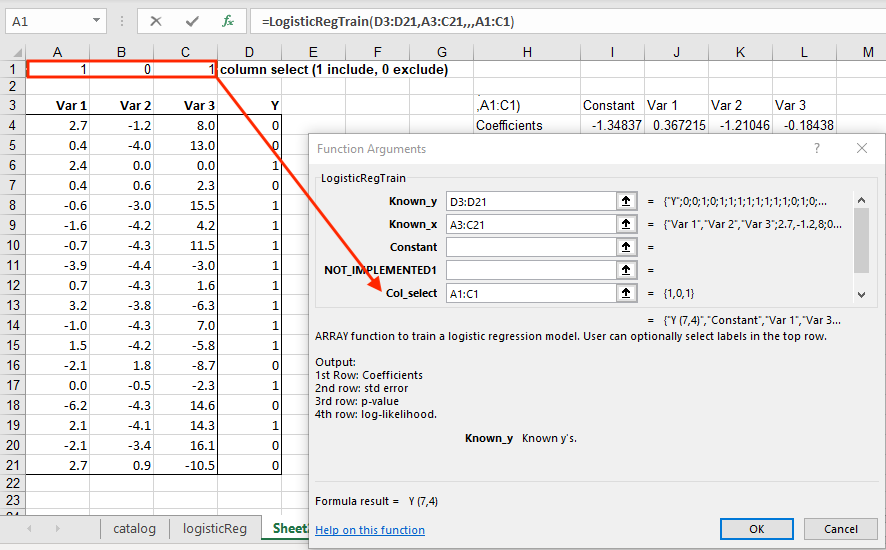 A1 fx =LogisticRegTrain(D3:D21,A3:C21,,,A1:C1)
A B C D E F G H I J K L M
1 1 0 1 column select (1 include, 0 exclude)
2
3 Var 1 Var 2 Var 3 Y ,A1:C1) Constant Var 1 Var 2 Var 3
4 2.7 -1.2 8.0 0 Coefficients -1.34837 0.367215 -1.21046 -0.18438
5 0.4 -4.0 13.0 0
6 2.4 0.0 0.0 1
7 0.4 0.6 2.3 0
8 -0.6 -3.0 15.5 1
9 -1.6 -4.2 4.2 1
10 -0.7 -4.3 11.5 1
11 -3.9 -4.4 -3.0 1
12 0.7 -4.3 1.6 1
13 3.2 -3.8 -6.3 1
14 -1.0 -4.3 7.0 1
15 1.5 -4.2 -5.8 1
16 -2.1 1.8 -8.7 0
17 0.0 -0.5 -2.3 1
18 -6.2 -4.3 14.6 0
19 2.1 -4.1 14.3 1
20 -2.1 -3.4 16.1 0
21 2.7 0.9 -10.5 0
22
23
catalog logisticReg Sheet
Function Arguments ?
LogisticRegTrain
Known_y D3:D21 = {"Y";0;0;1;0;1;1;1;1;1;1;1;1;0;1;0;...
Known_x A3:C21 = {"Var 1","Var 2","Var 3";2.7,-1.2,8;0...
Constant =
NOT_IMPLEMENTED1 =
Col_select A1:C1 = {1,0,1}
= {"Y (7,4)","Constant","Var 1","Var 3...
ARRAY function to train a logistic regression model. User can optionally select labels in the top row.
Output:
1st Row: Coefficients
2nd row: std error
3rd row: p-value
4th row: log-likelihood.
Known_y Known y's.
Formula result = Y (7,4)
Help on this function OK Cancel